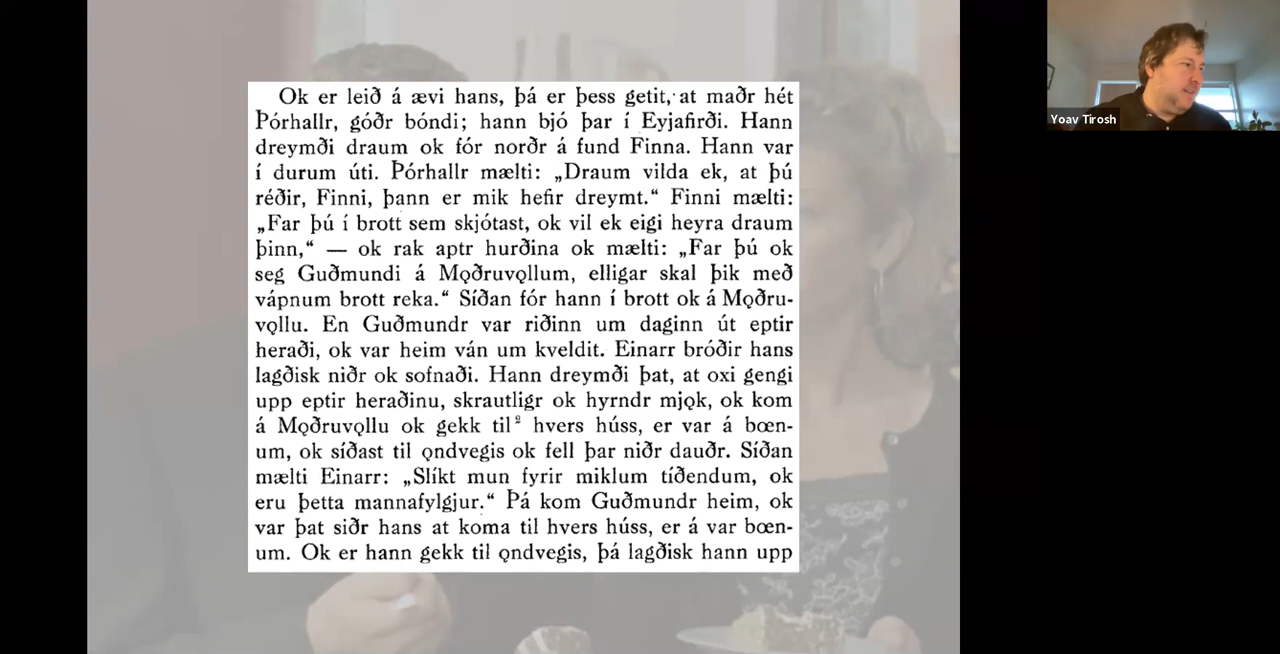 Ok er leið á ævi hans, þá er þess getit, at maðr hét
Þórhallr, góðr bóndi; hann bjó þar í Eyjafirði. Hann
dreymði draum ok fór norðr á fund Finna. Hann var
í durum úti. Þórhallr mælti: „Draum vilda ek, at þú
réðir, Finni, þann er mik hefir dreymt.“ Finni mælti:
„Far þú í brott sem skjótast, ok vil ek eigi heyra draum
þinn,“ — ok rak aptr hurðina ok mælti: „Far þú ok
seg Guðmundi á Mǫðruvǫllum, elligar skal þik með
vápnum brott reka.“ Síðan fór hann í brott ok á Mǫðru-
vǫllu. En Guðmundr var riðinn um daginn út eptir
heraði, ok var heim ván um kveldit. Einarr bróðir hans
lagðisk niðr ok sofnaði. Hann dreymði þat, at oxi gengi
upp eptir heraðinu, skrautligr ok hyrndr mjǫk, ok kom
á Mǫðruvǫllu ok gekk til² hvers húss, er var á bœn-
um, ok síðast til ǫndvegis ok fell þar niðr dauðr. Síðan
mælti Einarr: „Slíkt mun fyrir miklum tíðendum, ok
eru þetta mannafylgjur.“ Þá kom Guðmundr heim, ok
var þat siðr hans at koma til hvers húss, er á var bœn-
um. Ok er hann gekk til ǫndvegis, þá lagðisk hann upp
Yoav Tirosh